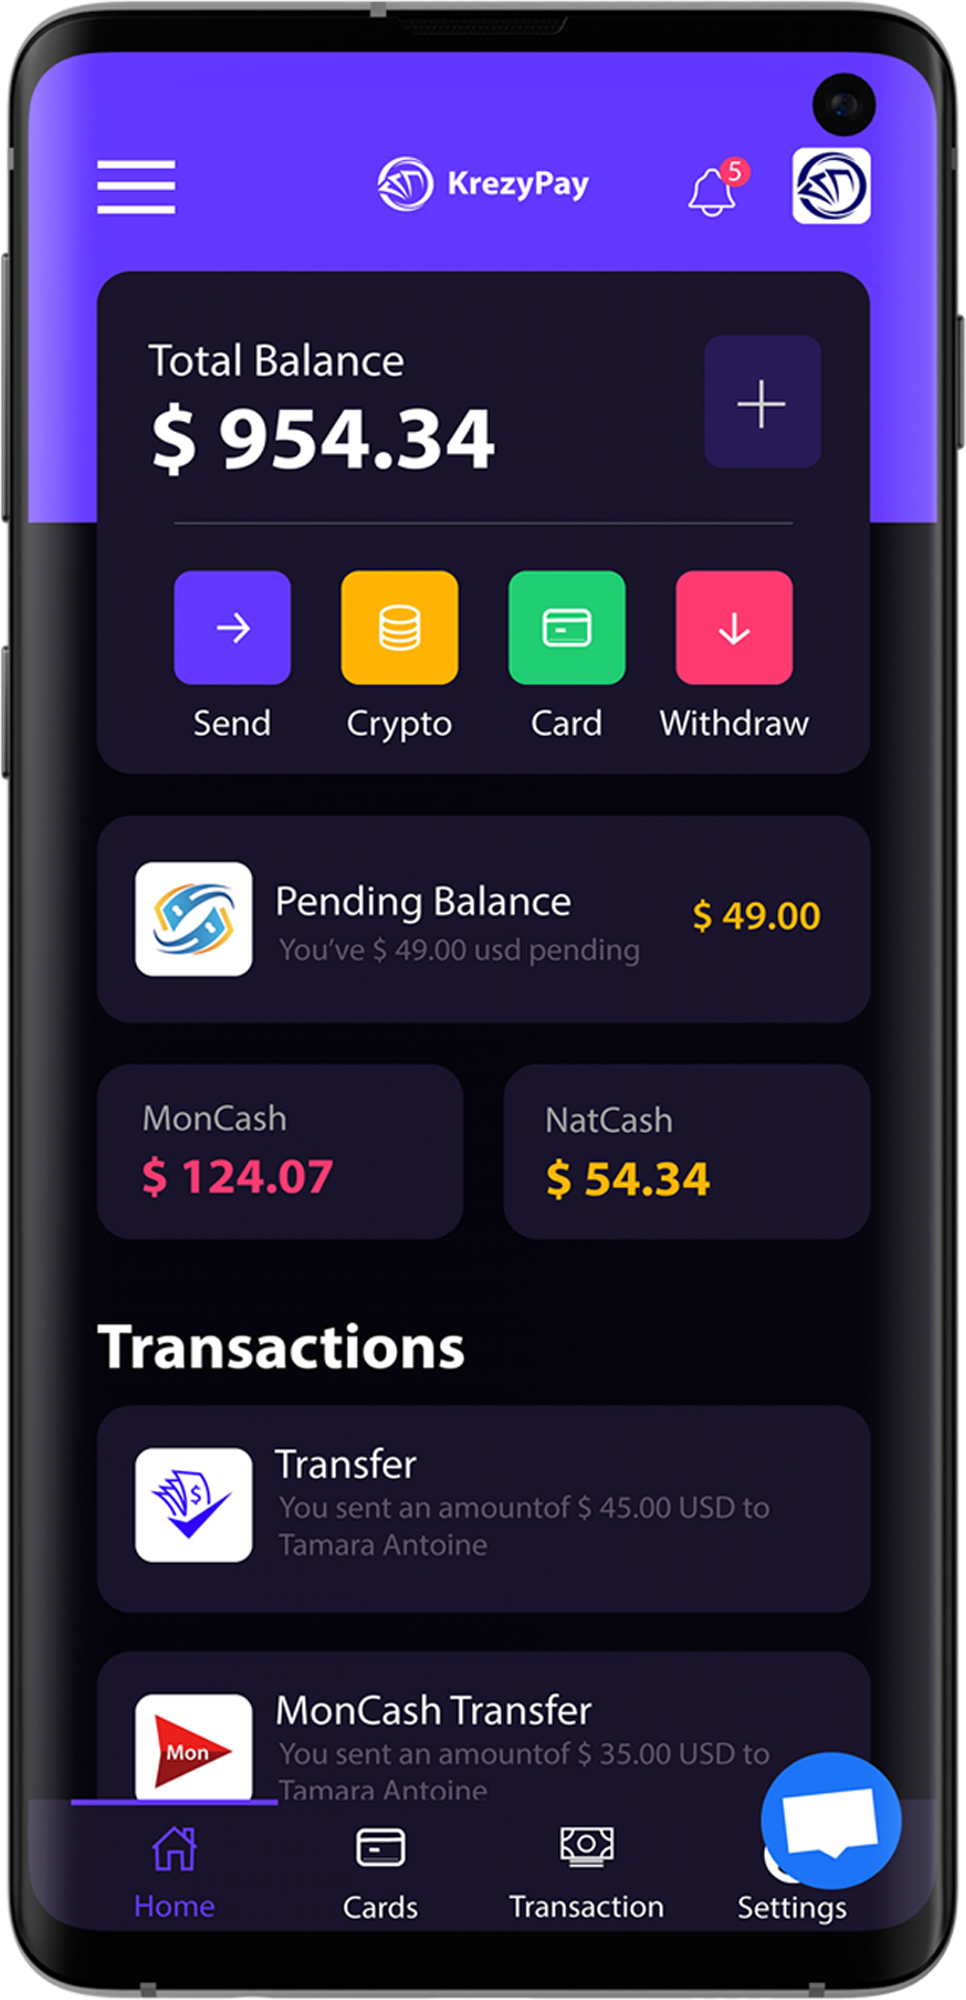 KrezyPay
5
Total Balance
$ 954.34
Send
Crypto
Card
Withdraw
Pending Balance
$ 49.00
You’ve $ 49.00 usd pending
MonCash
$ 124.07
NatCash
$ 54.34
Transactions
Transfer
You sent an amountof $ 45.00 USD to
Tamara Antoine
MonCash Transfer
Mon
You sent an amountof $ 35.00 USD to
Tamara Antoine
Home
Cards
Transaction
Settings